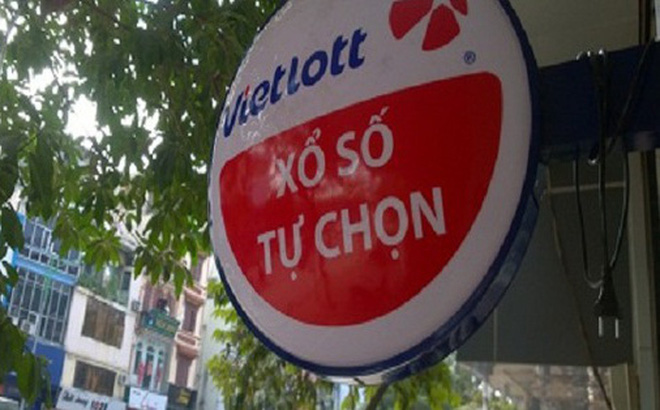 Vietlott
®
XỔ SỐ
TỰ CHỌN